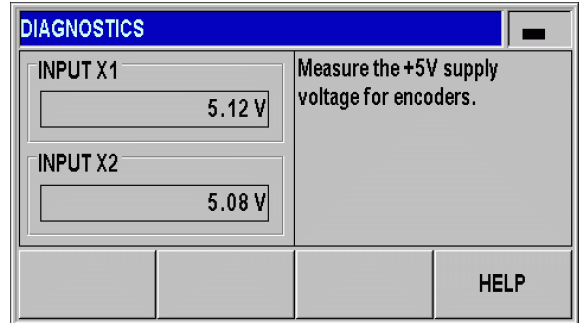 DIAGNOSTICS
INPUT X1
5.12 V
INPUT X2
5.08 V
Measure the +5V supply
voltage for encoders.
HELP